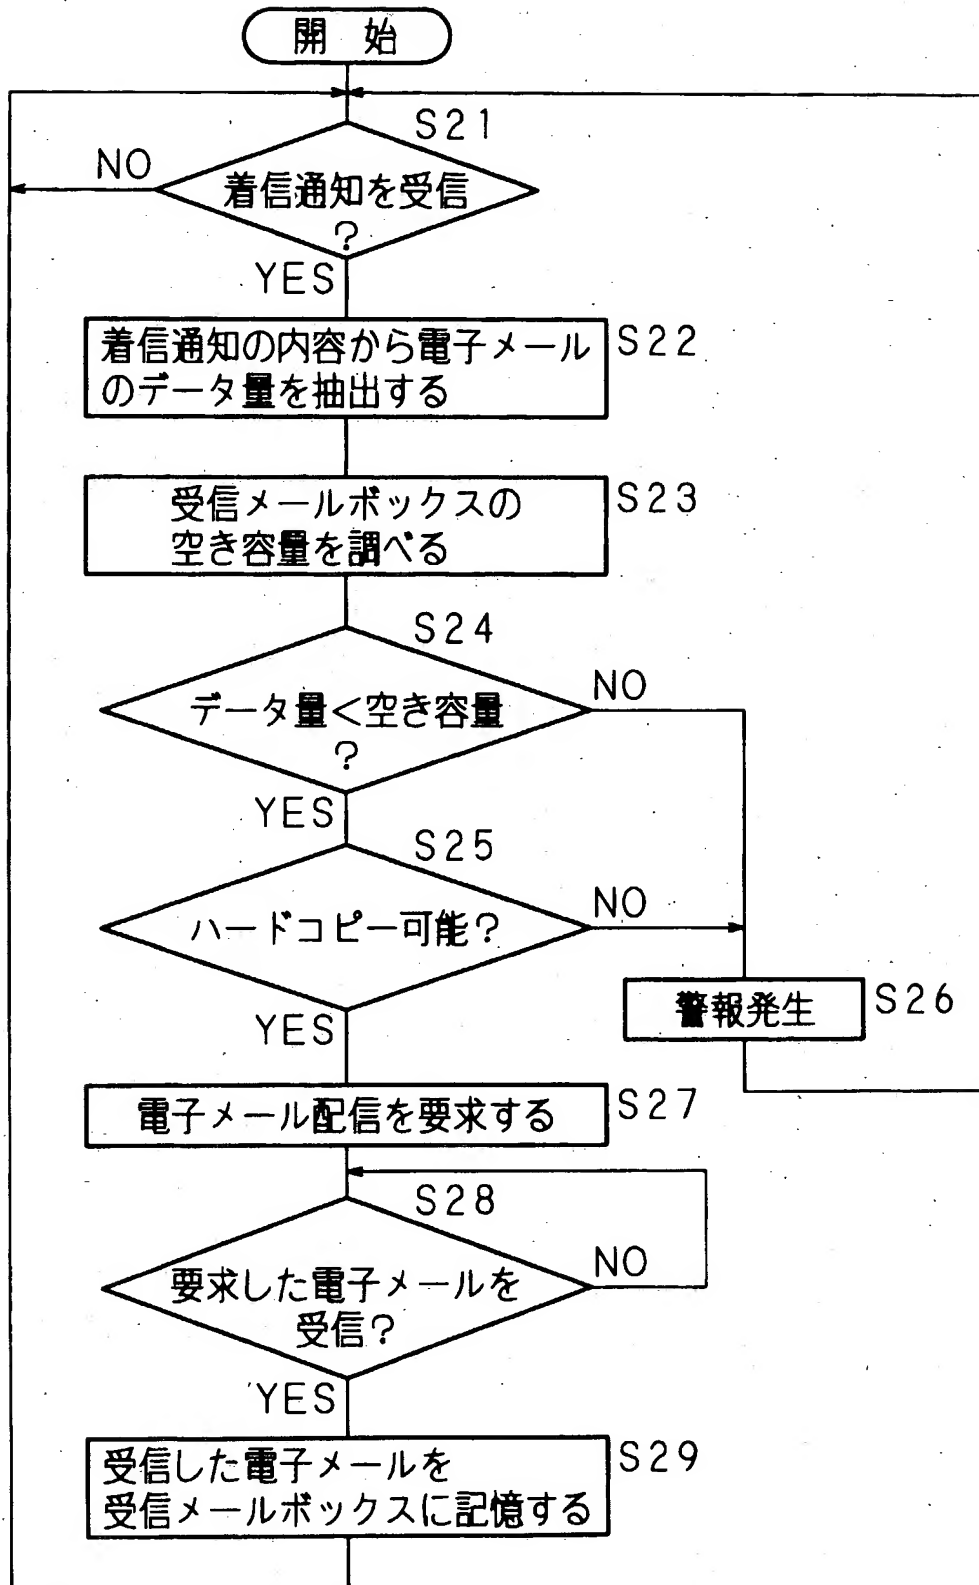 開 始
S21
NO
着信通知を受信
?
YES
着信通知の内容から電子メール
のデータ量を抽出する
S22
受信メールボックスの
空き容量を調べる
S23
S24
データ量<空き容量
?
NO
YES
S25
ハードコピー可能?
NO
YES
警報発生
S26
電子メール配信を要求する
S27
S28
要求した電子メールを
受信?
NO
YES
受信した電子メールを
受信メールボックスに記憶する
S29